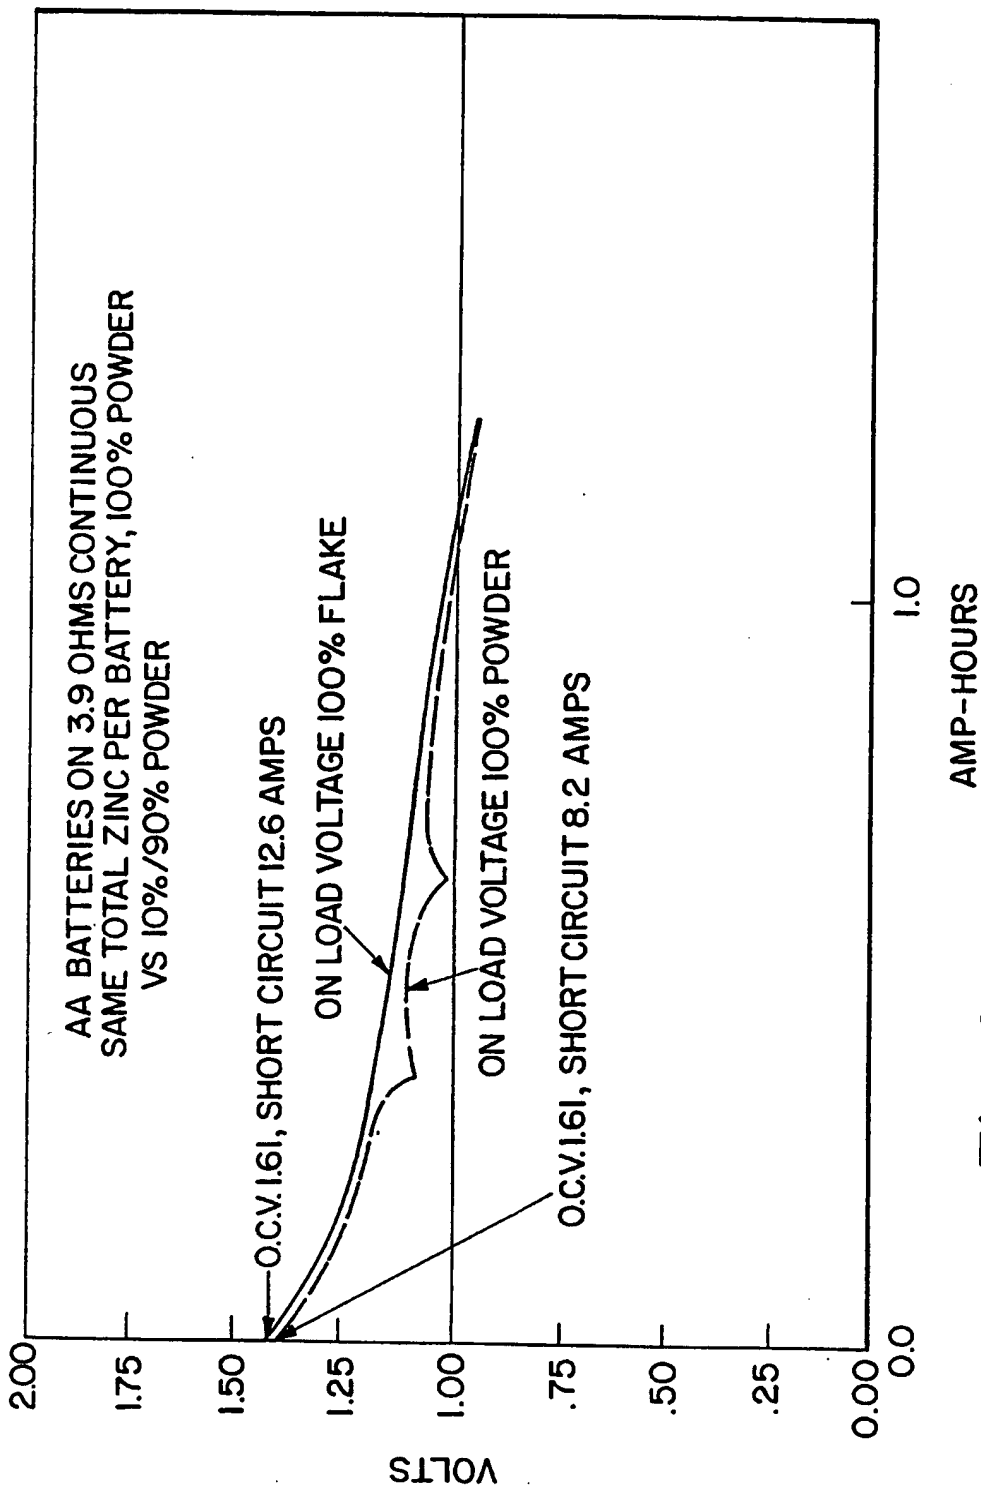 AA BATTERIES ON 3.9 OHMS CONTINUOUS
SAME TOTAL ZINC PER BATTERY, 100% POWDER
VS 10%/90% POWDER
O.C.V. 1.61, SHORT CIRCUIT 12.6 AMPS
ON LOAD VOLTAGE 100% FLAKE
ON LOAD VOLTAGE 100% POWDER
O.C.V. 1.61, SHORT CIRCUIT 8.2 AMPS
VOLTS
2.00
1.75
1.50
1.25
1.00
.75
.50
.25
0.00
0.0
1.0
AMP-HOURS